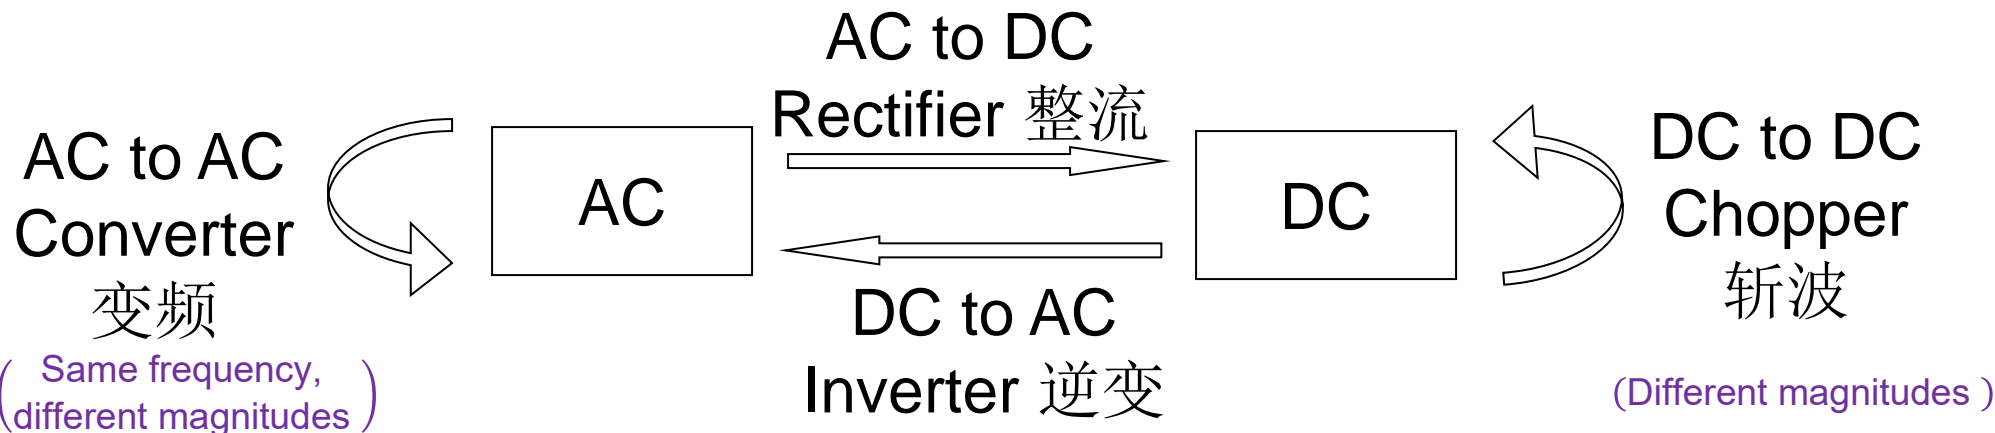 AC to AC
Converter
变频
(Same frequency,
different magnitudes)
AC
AC to DC
Rectifier 整流
DC to AC
Inverter 逆变
DC
DC to DC
Chopper
斩波
(Different magnitudes)